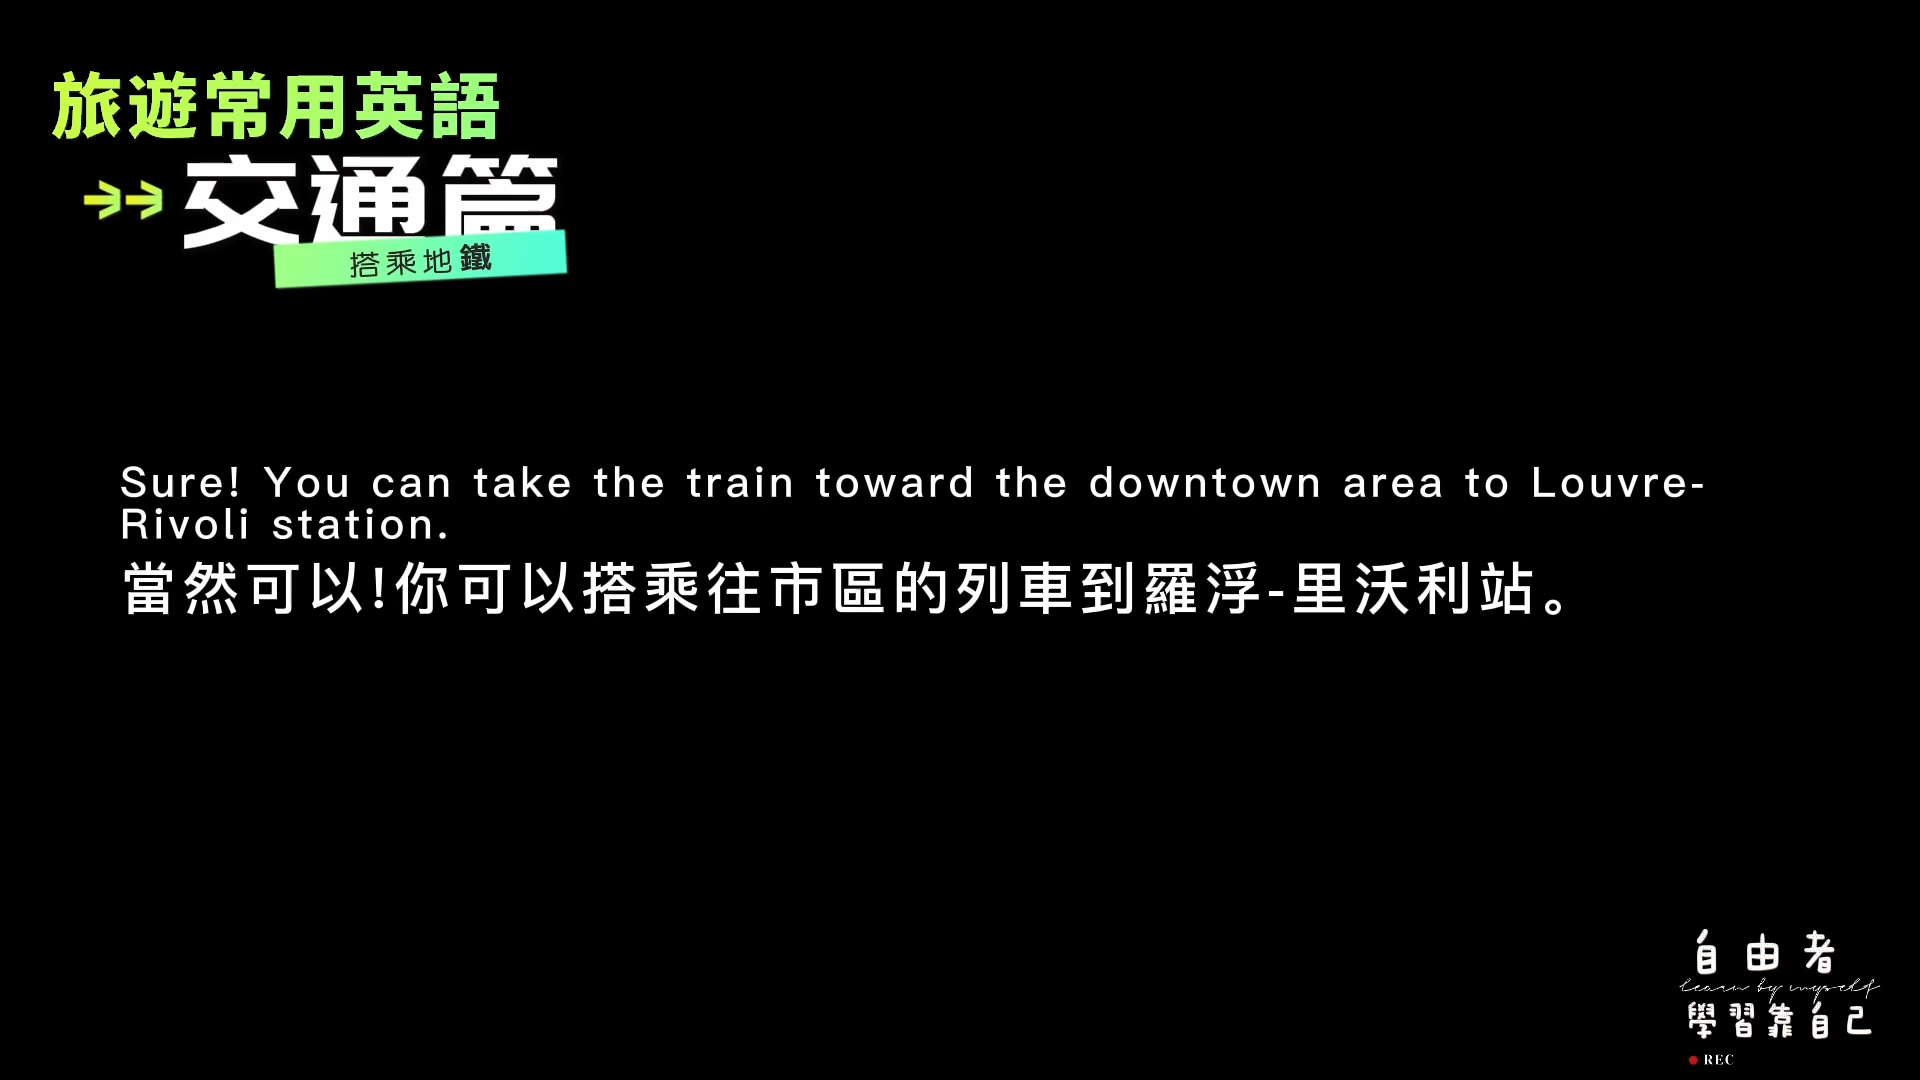 旅遊常用英語
交通篇
搭乘地鐵
Sure! You can take the train toward the downtown area to Louvre-
Rivoli station.
當然可以!你可以搭乘往市區的列車到羅浮-里沃利站。
自由者
learn by myself
學習靠自己
REC